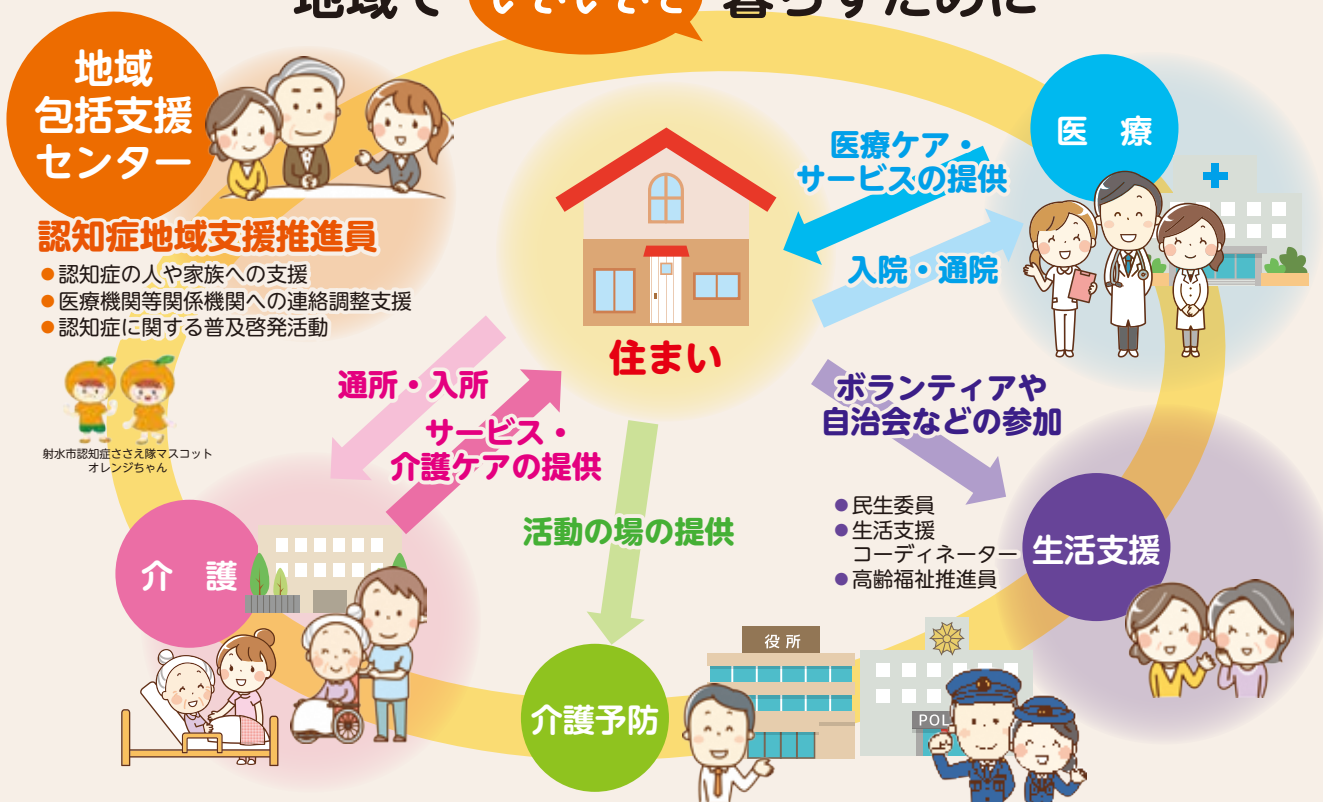 地域で いきいきと 暮らすために
地域
包括支援
センター
認知症地域支援推進員
●認知症の人や家族への支援
●医療機関等関係機関への連絡調整支援
●認知症に関する普及啓発活動
射水市認知症ささえ隊マスコット
オレンジちゃん
医 療
医療ケア・
サービスの提供
入院・通院
住まい
通所・入所
サービス・
介護ケアの提供
ボランティアや
自治会などの参加
●民生委員
●生活支援
コーディネーター
●高齢福祉推進員
生活支援
活動の場の提供
介 護
介護予防
役所
POL